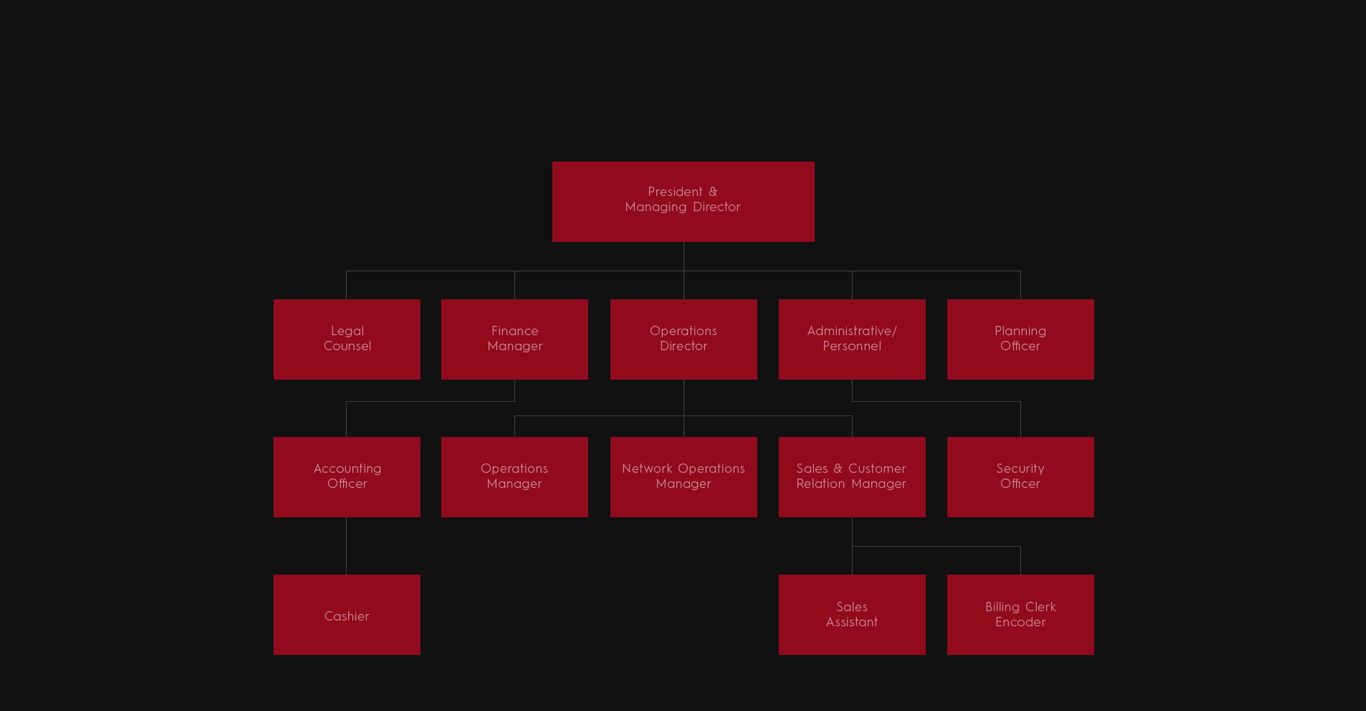 President &
Managing Director
Legal
Counsel
Finance
Manager
Operations
Director
Administrative/
Personnel
Planning
Officer
Accounting
Officer
Operations
Manager
Network Operations
Manager
Sales & Customer
Relation Manager
Security
Officer
Cashier
Sales
Assistant
Billing Clerk
Encoder